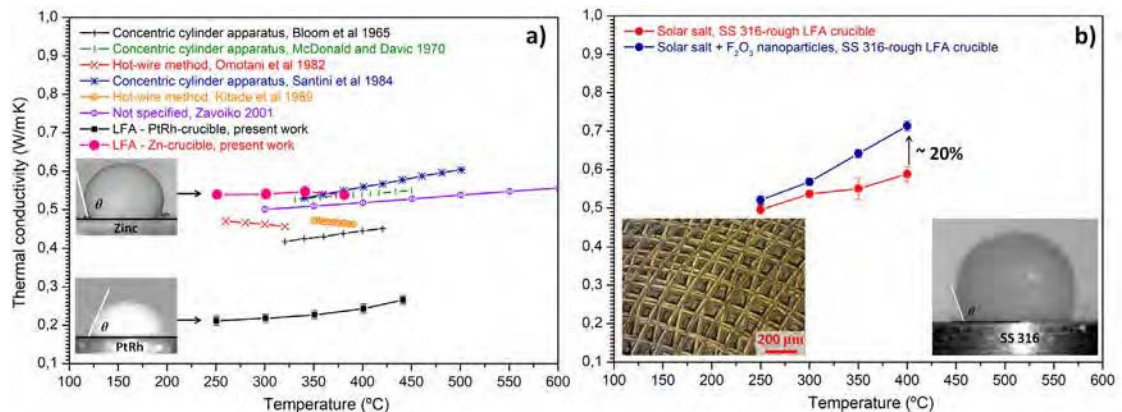 a)
Concentric cylinder apparatus, Bloom et al 1965
Concentric cylinder apparatus, McDonald and Davic 1970
Hot-wire method, Omotani et al 1982
Concentric cylinder apparatus, Santini et al 1984
Hot-wire method, Kitade et al 1989
Not specified, Zavoiko 2001
LFA - PtRh-crucible, present work
LFA - Zn-crucible, present work
Thermal conductivity (W/m K)
1,0
0,9
0,8
0,7
0,6
0,5
0,4
0,3
0,2
0,1
θ
Zinc
θ
PtRh
100 150 200 250 300 350 400 450 500 550 600
Temperature (ºC)
b)
Solar salt, SS 316-rough LFA crucible
Solar salt + F₂O₃ nanoparticles, SS 316-rough LFA crucible
1,0
0,9
0,8
0,7
0,6
0,5
0,4
0,3
0,2
0,1
~ 20%
200 µm
θ
SS 316
100 150 200 250 300 350 400 450 500 550 600
Temperature (ºC)